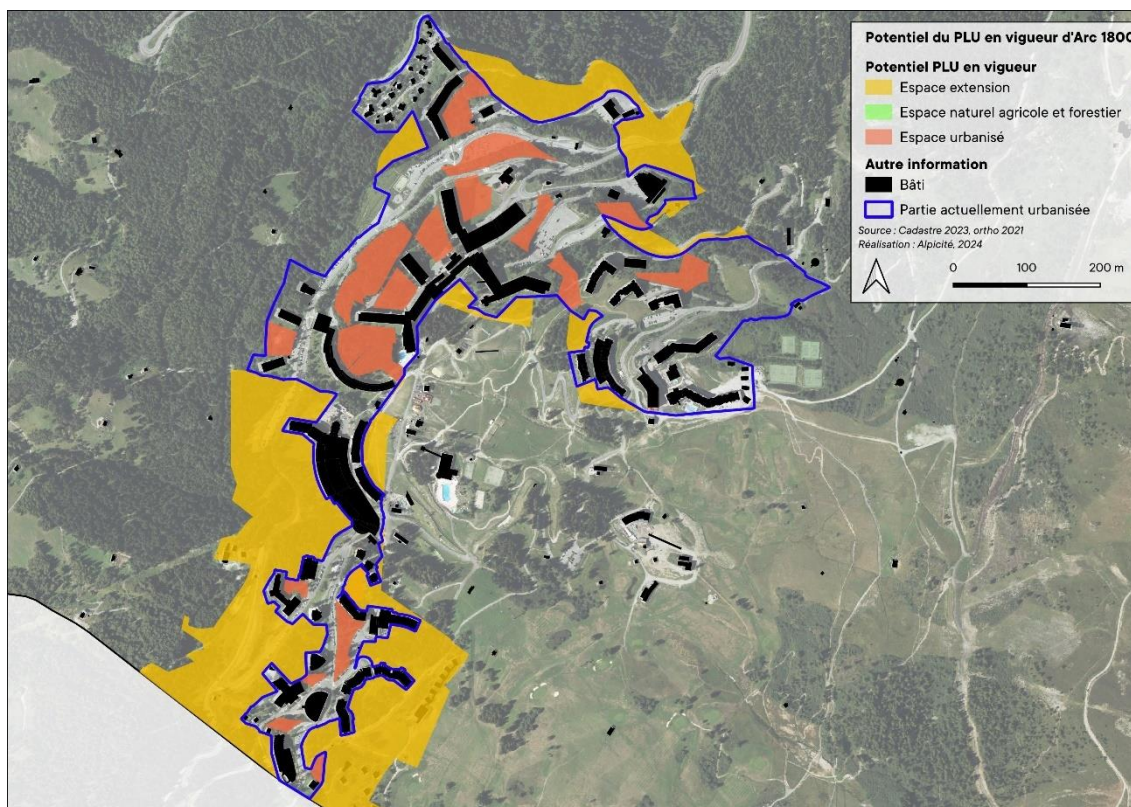 Potentiel du PLU en vigueur d'Arc 1800
Potentiel PLU en vigueur
Espace extension
Espace naturel agricole et forestier
Espace urbanisé
Autre information
Bâti
Partie actuellement urbanisée
Source : Cadastre 2023, ortho 2021
Réalisation : Alpicité, 2024
0 100 200 m